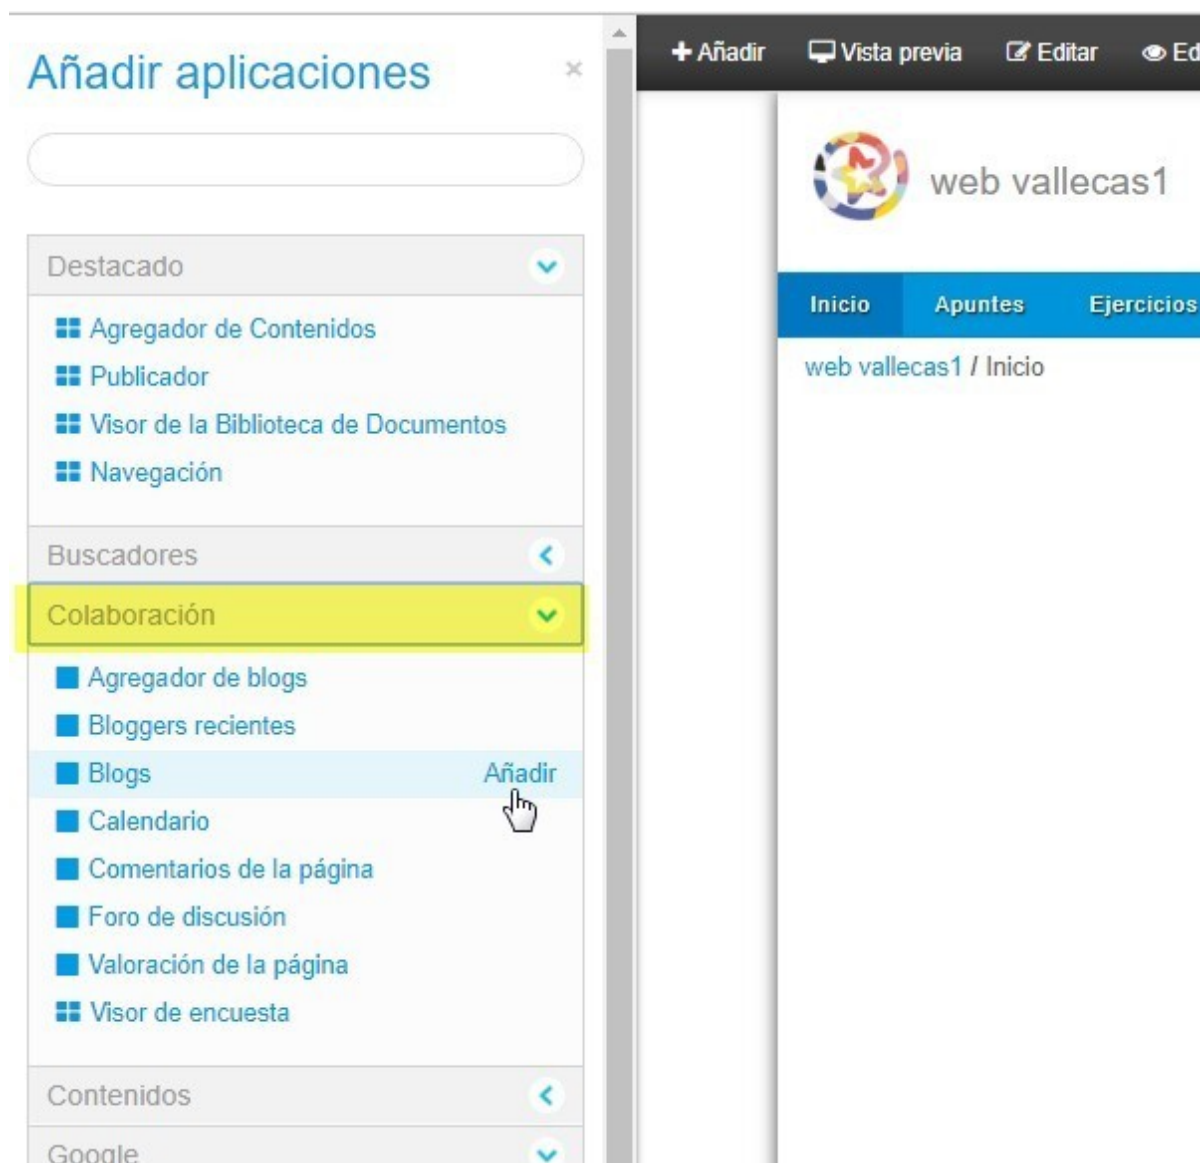 Añadir aplicaciones ×
Destacado
Agregador de Contenidos
Publicador
Visor de la Biblioteca de Documentos
Navegación
Buscadores
Colaboración
Agregador de blogs
Bloggers recientes
Blogs Añadir
Calendario
Comentarios de la página
Foro de discusión
Valoración de la página
Visor de encuesta
Contenidos
Google
+ Añadir Vista previa Editar Ed
web vallecas1
Inicio Apuntes Ejercicios
web vallecas1 / Inicio